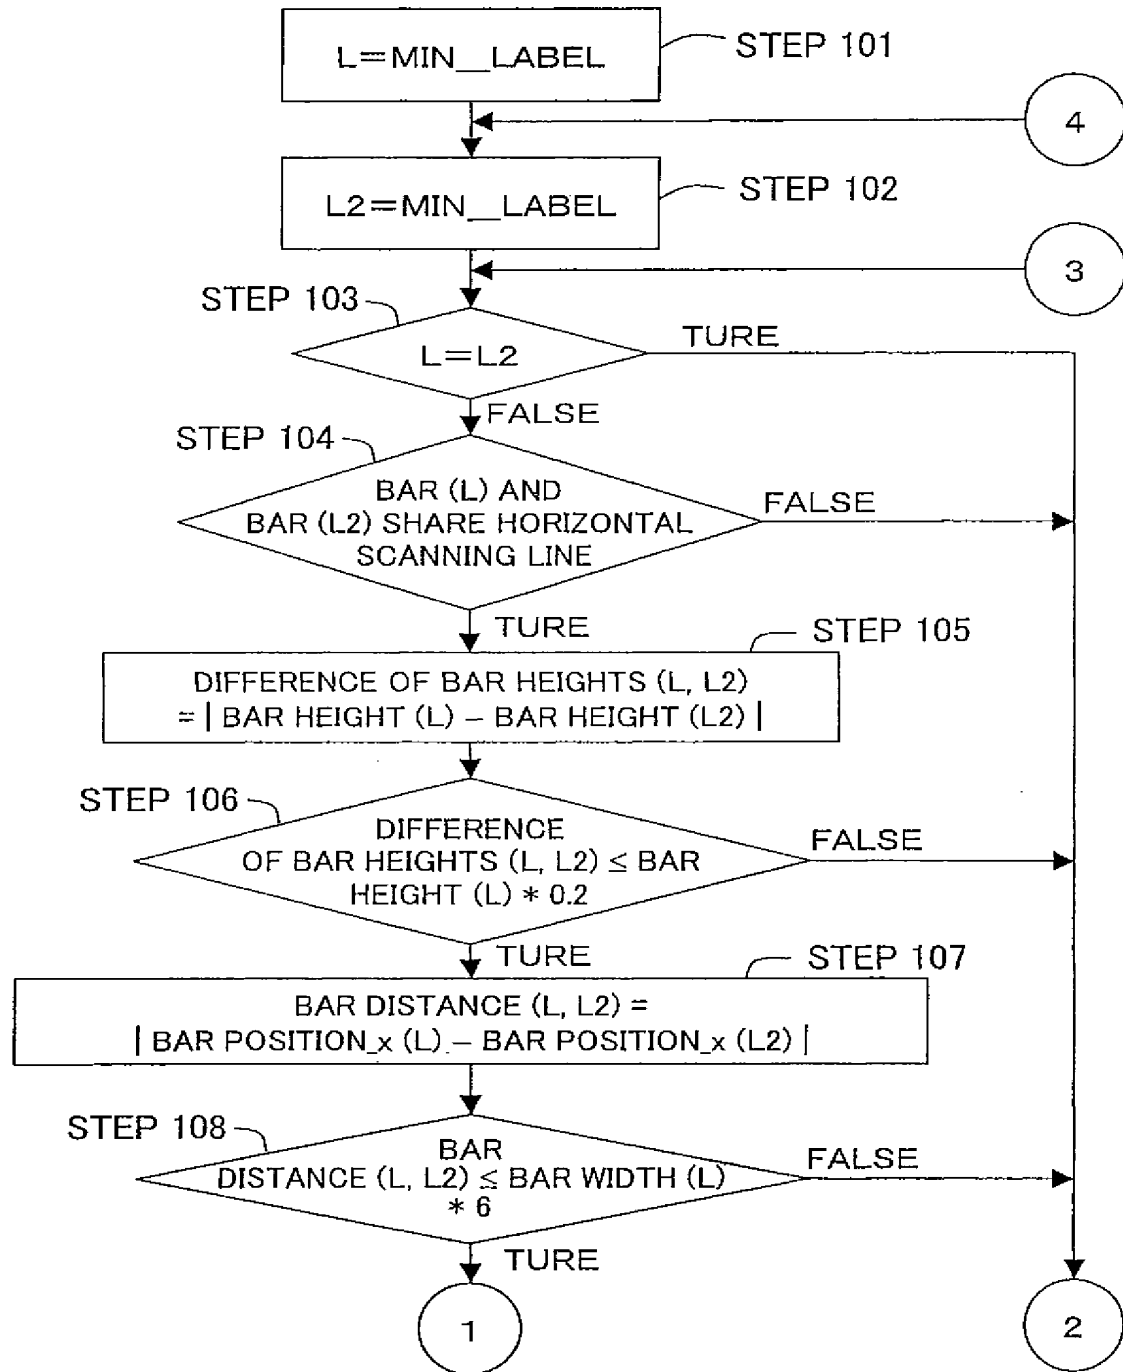 L=MIN__LABEL
STEP 101
4
L2=MIN__LABEL
STEP 102
3
STEP 103
L=L2
TURE
FALSE
STEP 104
BAR (L) AND
BAR (L2) SHARE HORIZONTAL
SCANNING LINE
FALSE
TURE
STEP 105
DIFFERENCE OF BAR HEIGHTS (L, L2)
= | BAR HEIGHT (L) – BAR HEIGHT (L2) |
STEP 106
DIFFERENCE
OF BAR HEIGHTS (L, L2) ≤ BAR
HEIGHT (L) * 0.2
FALSE
TURE
STEP 107
BAR DISTANCE (L, L2) =
| BAR POSITION_x (L) – BAR POSITION_x (L2) |
STEP 108
BAR
DISTANCE (L, L2) ≤ BAR WIDTH (L)
* 6
FALSE
TURE
1
2